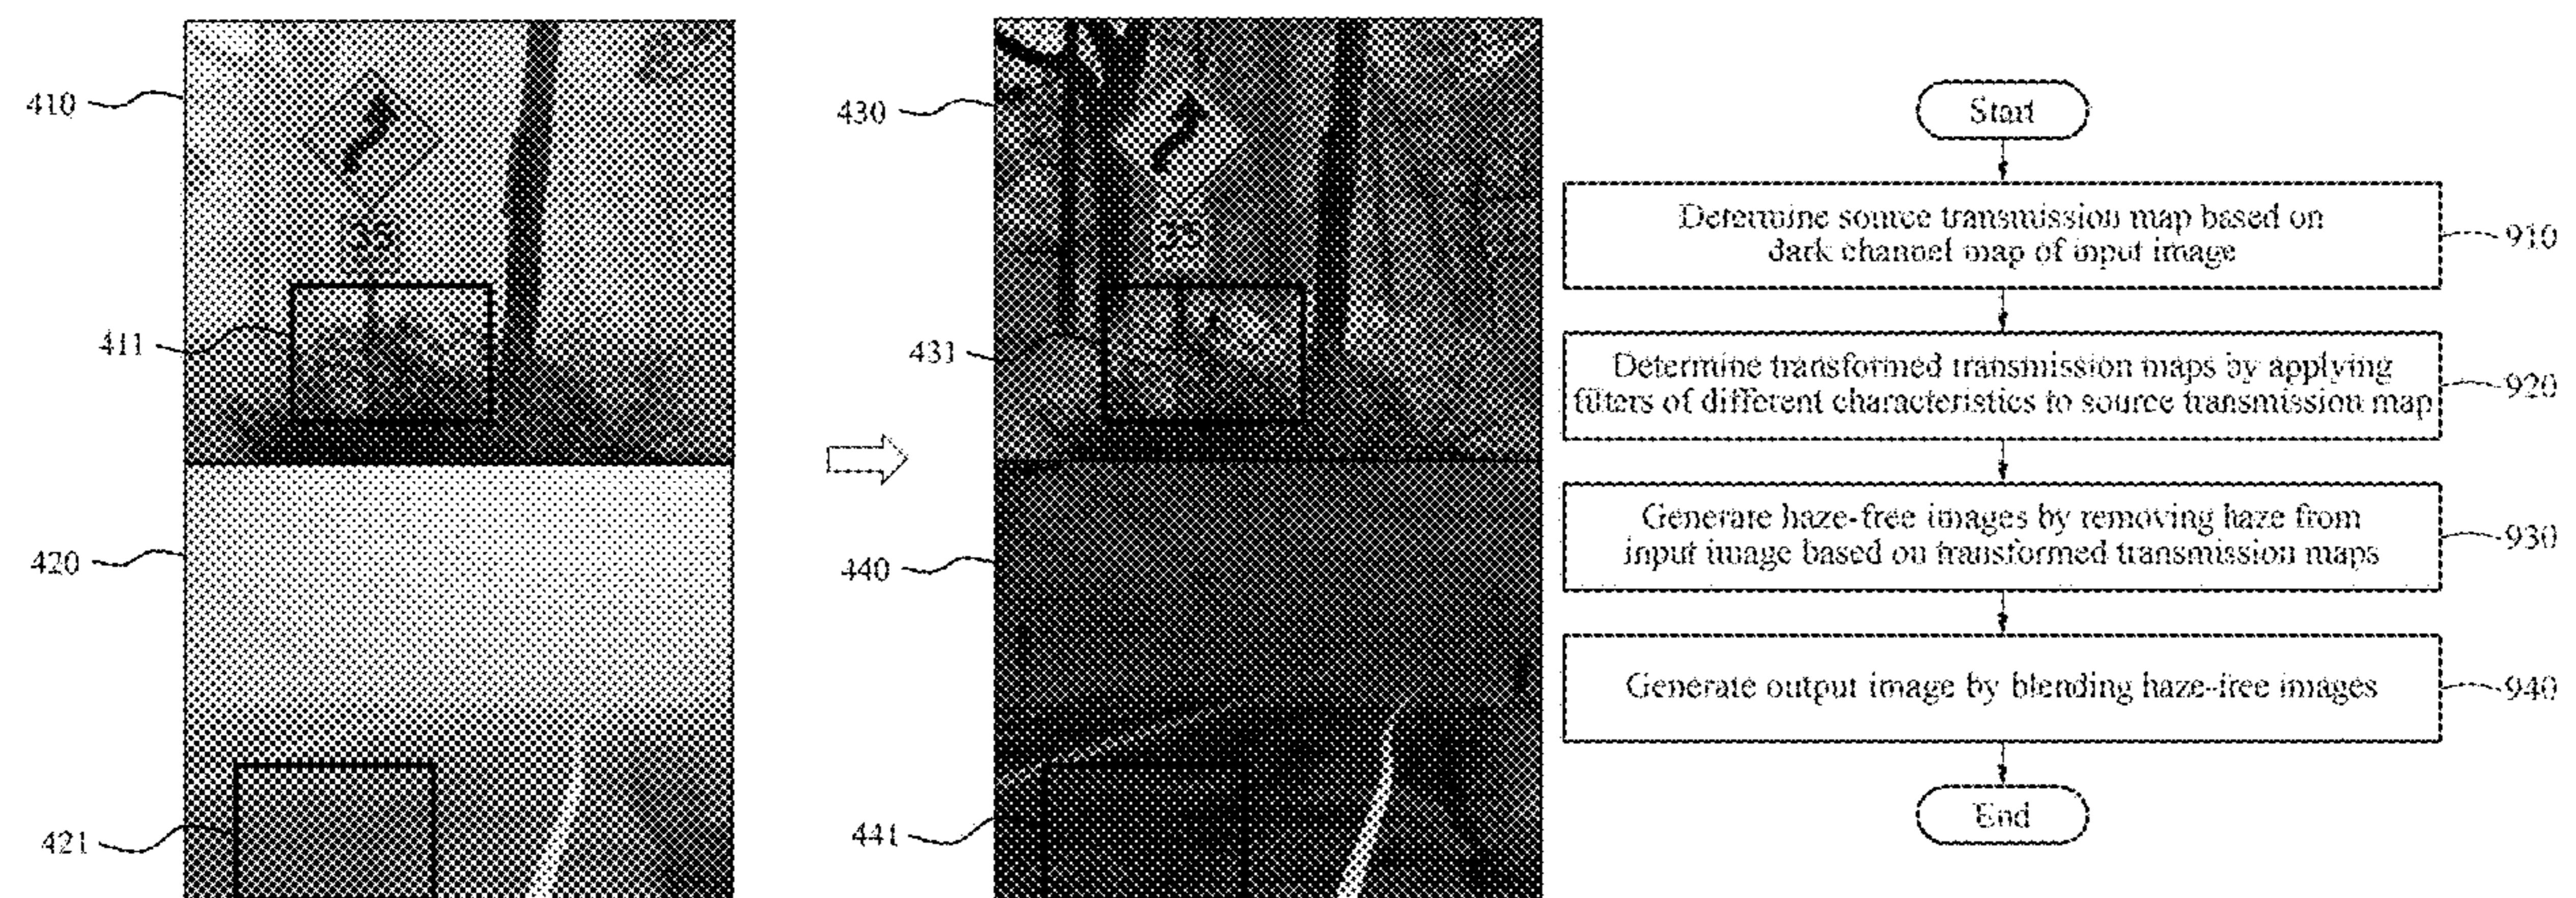 410
411
420
421
430
35
431
440
441
Start
Determine source transmission map based on
dark channel map of input image
910
Determine transformed transmission maps by applying
filters of different characteristics to source transmission map
920
Generate haze-free images by removing haze from
input image based on transformed transmission maps
930
Generate output image by blending haze-free images
940
End